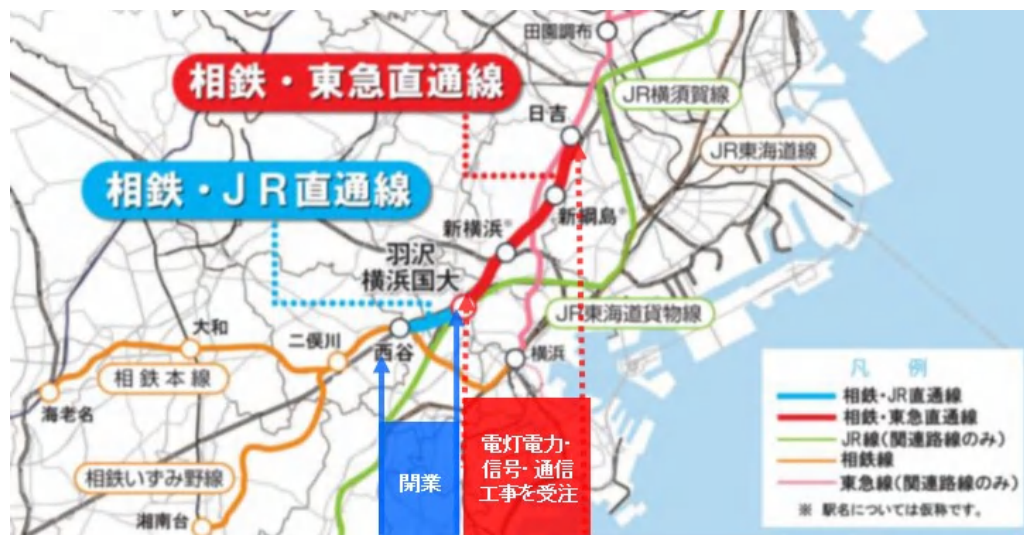 田園調布
相鉄・東急直通線
JR横須賀線
日吉
JR東海道線
相鉄・JR直通線
新綱島※
新横浜※
羽沢
横浜国大
JR東海道貨物線
大和
二俣川
西谷
横浜
相鉄本線
海老名
凡 例
相鉄・JR直通線
相鉄・東急直通線
JR線(関連路線のみ)
相鉄線
東急線(関連路線のみ)
※ 駅名については仮称です。
電灯電力・
信号・通信
工事を受注
開業
相鉄いずみ野線
湘南台